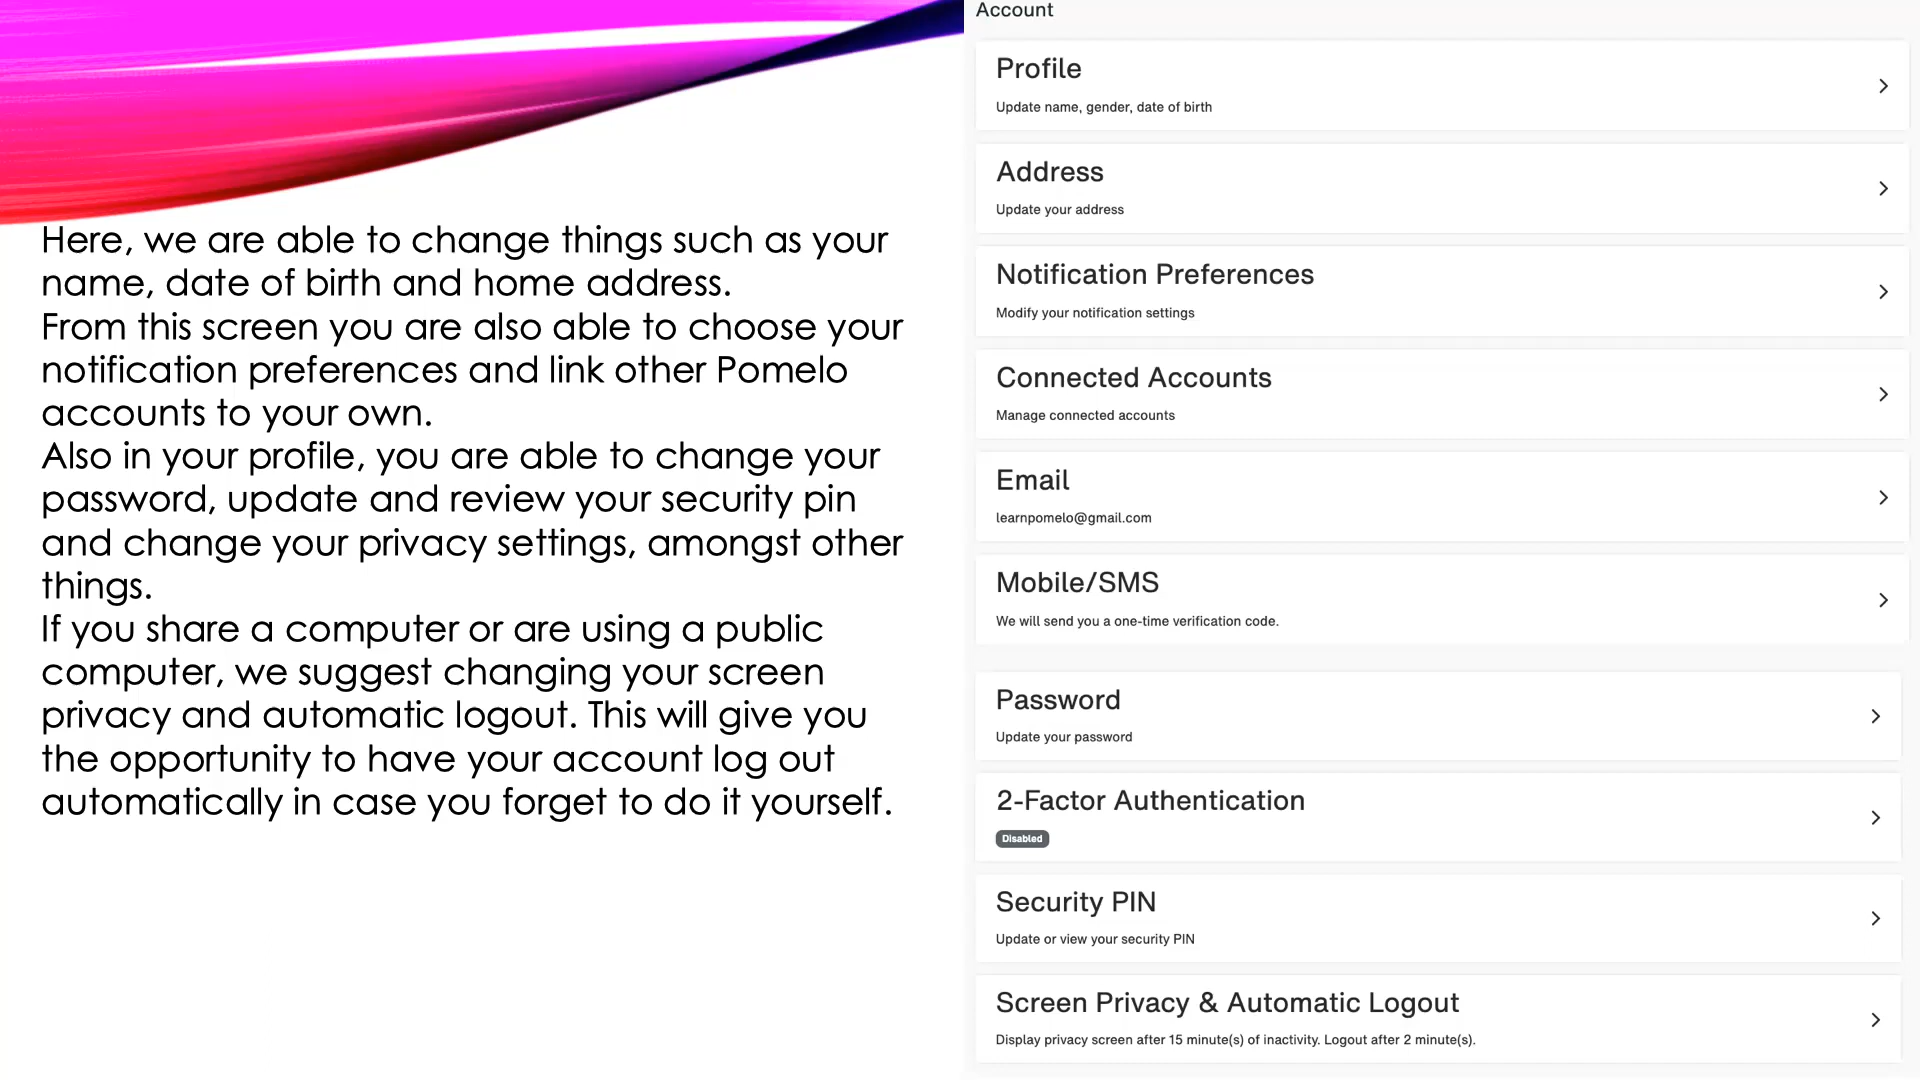 Here, we are able to change things such as your
name, date of birth and home address.
From this screen you are also able to choose your
notification preferences and link other Pomelo
accounts to your own.
Also in your profile, you are able to change your
password, update and review your security pin
and change your privacy settings, amongst other
things.
If you share a computer or are using a public
computer, we suggest changing your screen
privacy and automatic logout. This will give you
the opportunity to have your account log out
automatically in case you forget to do it yourself.
Account
Profile
Update name, gender, date of birth
Address
Update your address
Notification Preferences
Modify your notification settings
Connected Accounts
Manage connected accounts
Email
learnpomelo@gmail.com
Mobile/SMS
We will send you a one-time verification code.
Password
Update your password
2-Factor Authentication
Disabled
Security PIN
Update or view your security PIN
Screen Privacy & Automatic Logout
Display privacy screen after 15 minute(s) of inactivity. Logout after 2 minute(s).